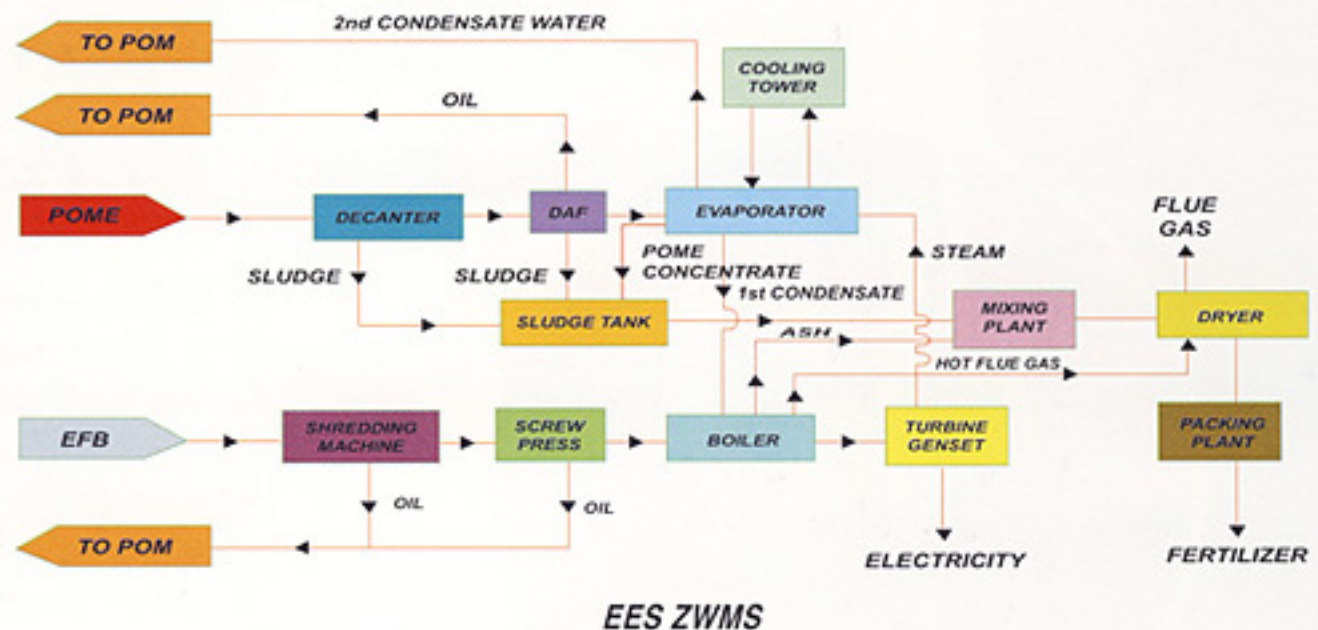 2nd CONDENSATE WATER
TO POM
COOLING
TOWER
OIL
TO POM
POME
DECANTER
DAF
EVAPORATOR
FLUE
GAS
SLUDGE
SLUDGE
POME
CONCENTRATE
STEAM
1st CONDENSATE
SLUDGE TANK
MIXING
PLANT
DRYER
ASH
HOT FLUE GAS
EFB
SHREDDING
MACHINE
SCREW
PRESS
BOILER
TURBINE
GENSET
PACKING
PLANT
OIL
OIL
TO POM
ELECTRICITY
FERTILIZER
EES ZWMS